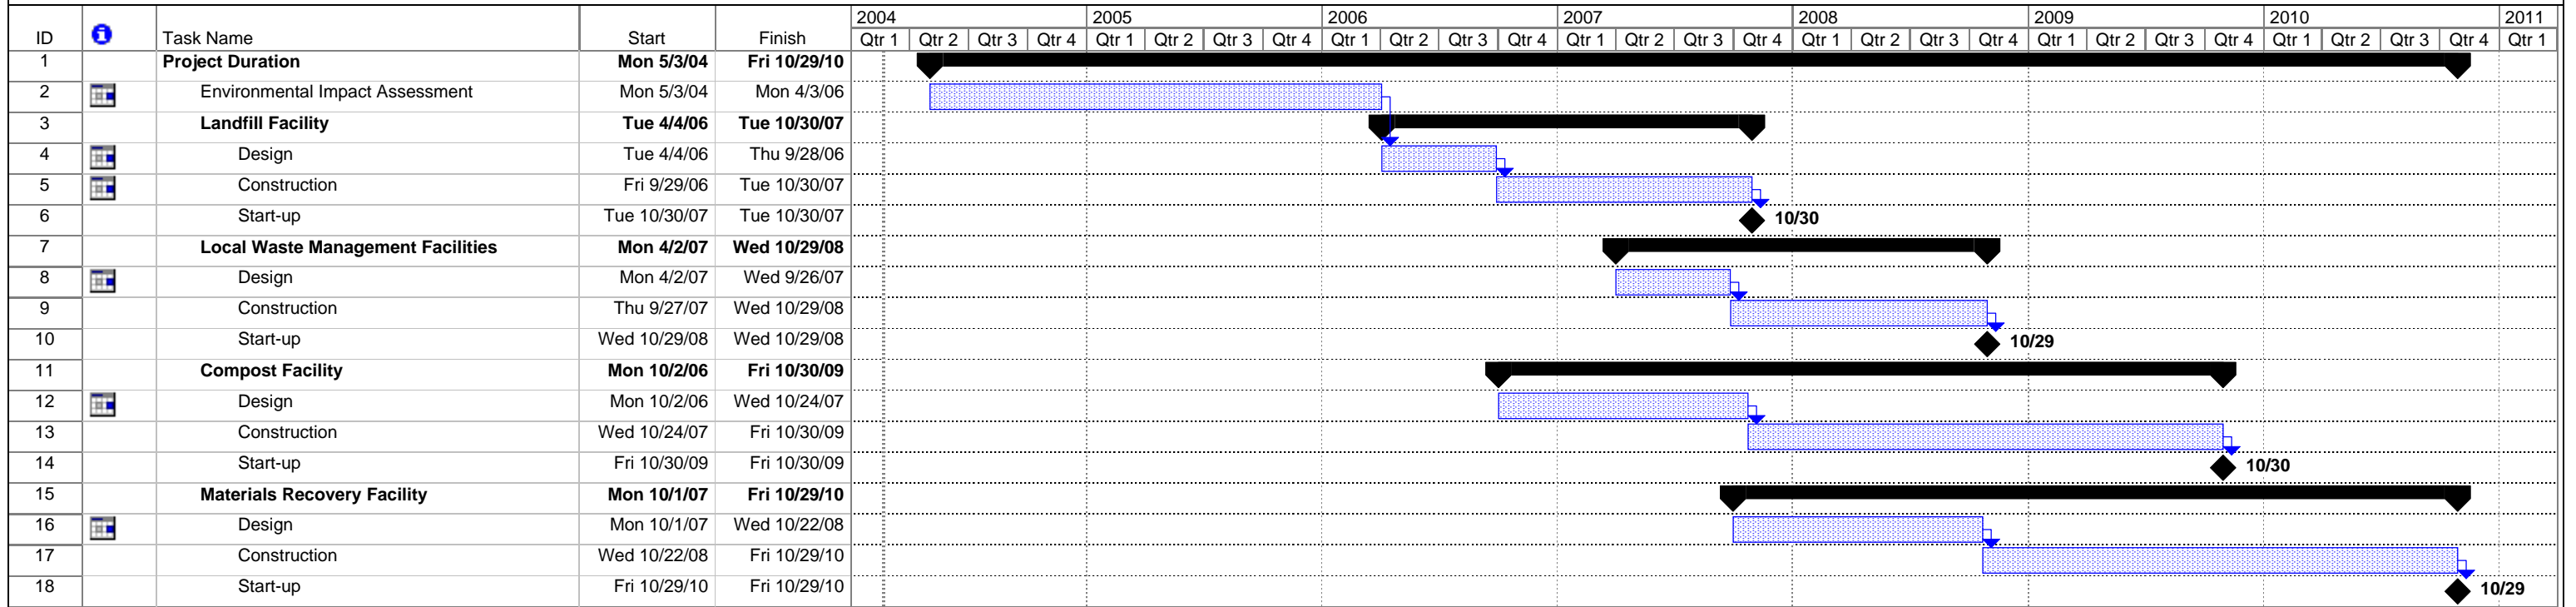 2004 2005 2006 2007 2008 2009 2010 2011
ID Task Name Start Finish Qtr 1 Qtr 2 Qtr 3 Qtr 4 Qtr 1 Qtr 2 Qtr 3 Qtr 4 Qtr 1 Qtr 2 Qtr 3 Qtr 4 Qtr 1 Qtr 2 Qtr 3 Qtr 4 Qtr 1 Qtr 2 Qtr 3 Qtr 4 Qtr 1 Qtr 2 Qtr 3 Qtr 4 Qtr 1 Qtr 2 Qtr 3 Qtr 4 Qtr 1
1 Project Duration Mon 5/3/04 Fri 10/29/10
2 Environmental Impact Assessment Mon 5/3/04 Mon 4/3/06
3 Landfill Facility Tue 4/4/06 Tue 10/30/07
4 Design Tue 4/4/06 Thu 9/28/06
5 Construction Fri 9/29/06 Tue 10/30/07
6 Start-up Tue 10/30/07 Tue 10/30/07 10/30
7 Local Waste Management Facilities Mon 4/2/07 Wed 10/29/08
8 Design Mon 4/2/07 Wed 9/26/07
9 Construction Thu 9/27/07 Wed 10/29/08
10 Start-up Wed 10/29/08 Wed 10/29/08 10/29
11 Compost Facility Mon 10/2/06 Fri 10/30/09
12 Design Mon 10/2/06 Wed 10/24/07
13 Construction Wed 10/24/07 Fri 10/30/09
14 Start-up Fri 10/30/09 Fri 10/30/09 10/30
15 Materials Recovery Facility Mon 10/1/07 Fri 10/29/10
16 Design Mon 10/1/07 Wed 10/22/08
17 Construction Wed 10/22/08 Fri 10/29/10
18 Start-up Fri 10/29/10 Fri 10/29/10 10/29